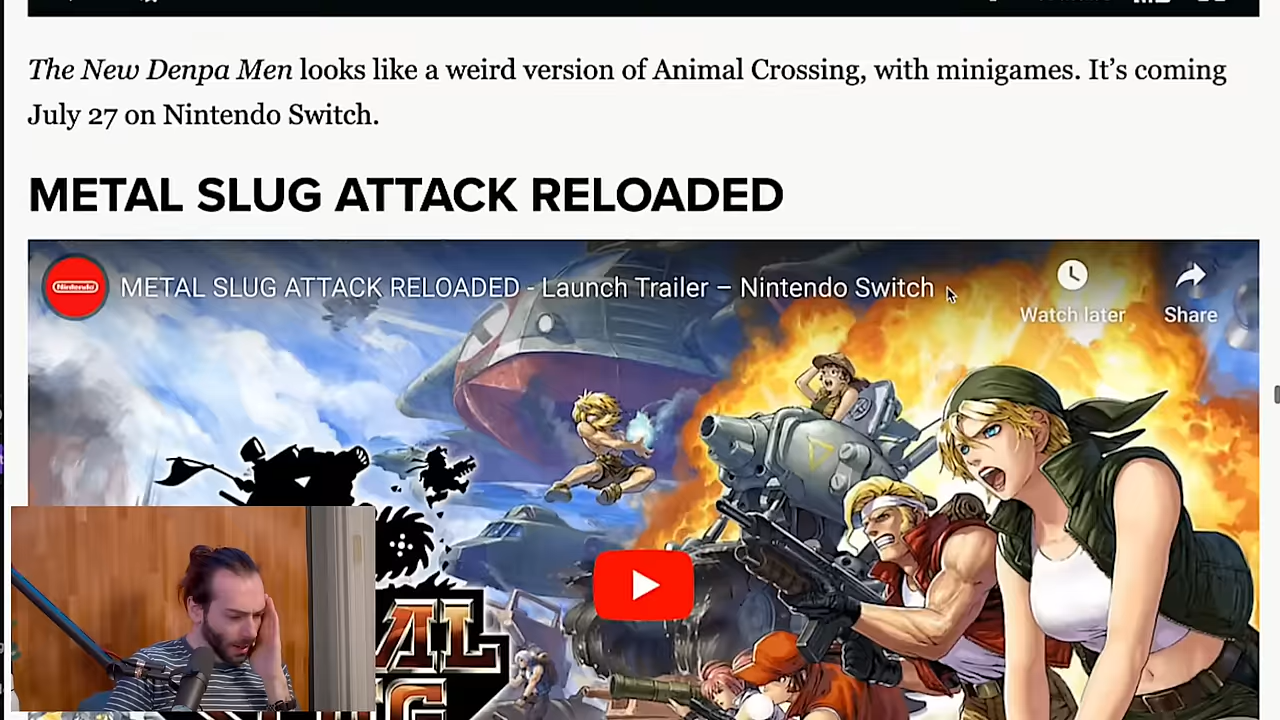 The New Denpa Men looks like a weird version of Animal Crossing, with minigames. It’s coming
July 27 on Nintendo Switch.
METAL SLUG ATTACK RELOADED
Nintendo
METAL SLUG ATTACK RELOADED - Launch Trailer – Nintendo Switch
Watch later
Share